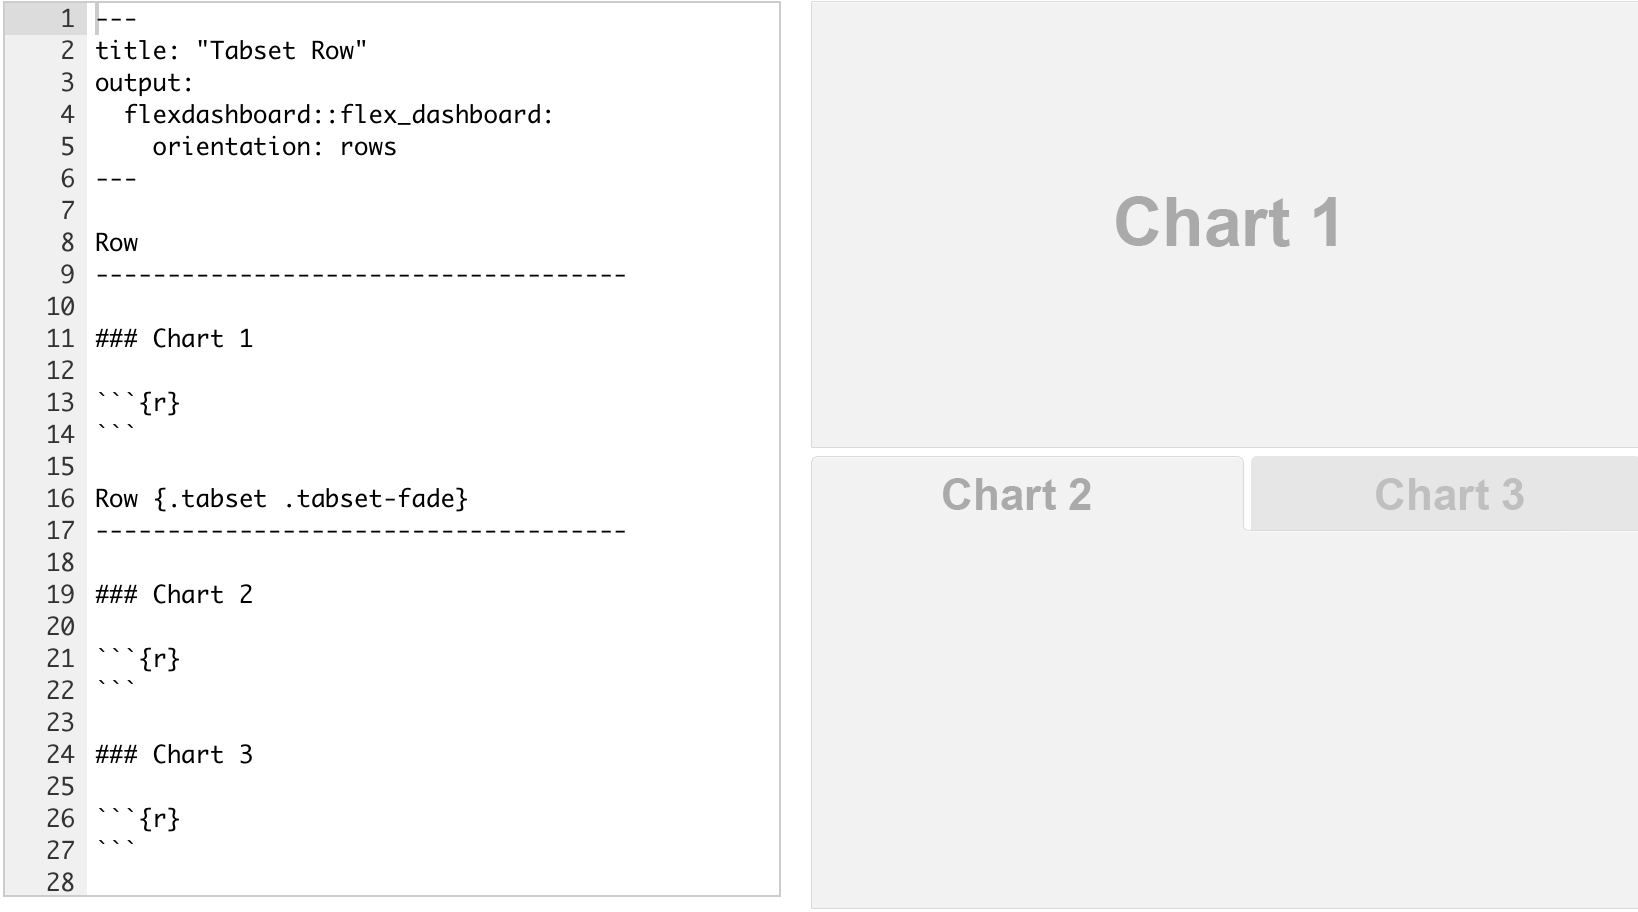 1 ---
2 title: "Tabset Row"
3 output:
4   flexdashboard::flex_dashboard:
5     orientation: rows
6 ---
7
8 Row
9 -------------------------------------
10
11 ### Chart 1
12
13 ```{r}
14 ```
15
16 Row {.tabset .tabset-fade}
17 -------------------------------------
18
19 ### Chart 2
20
21 ```{r}
22 ```
23
24 ### Chart 3
25
26 ```{r}
27 ```
28
Chart 1
Chart 2 Chart 3